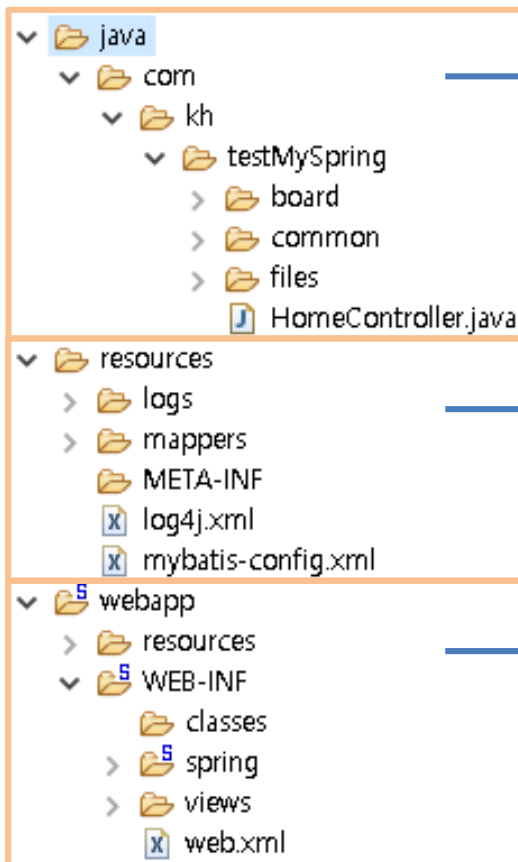 java
com
kh
testMySpring
board
common
files
HomeController.java
resources
logs
mappers
META-INF
log4j.xml
mybatis-config.xml
webapp
resources
WEB-INF
classes
spring
views
web.xml